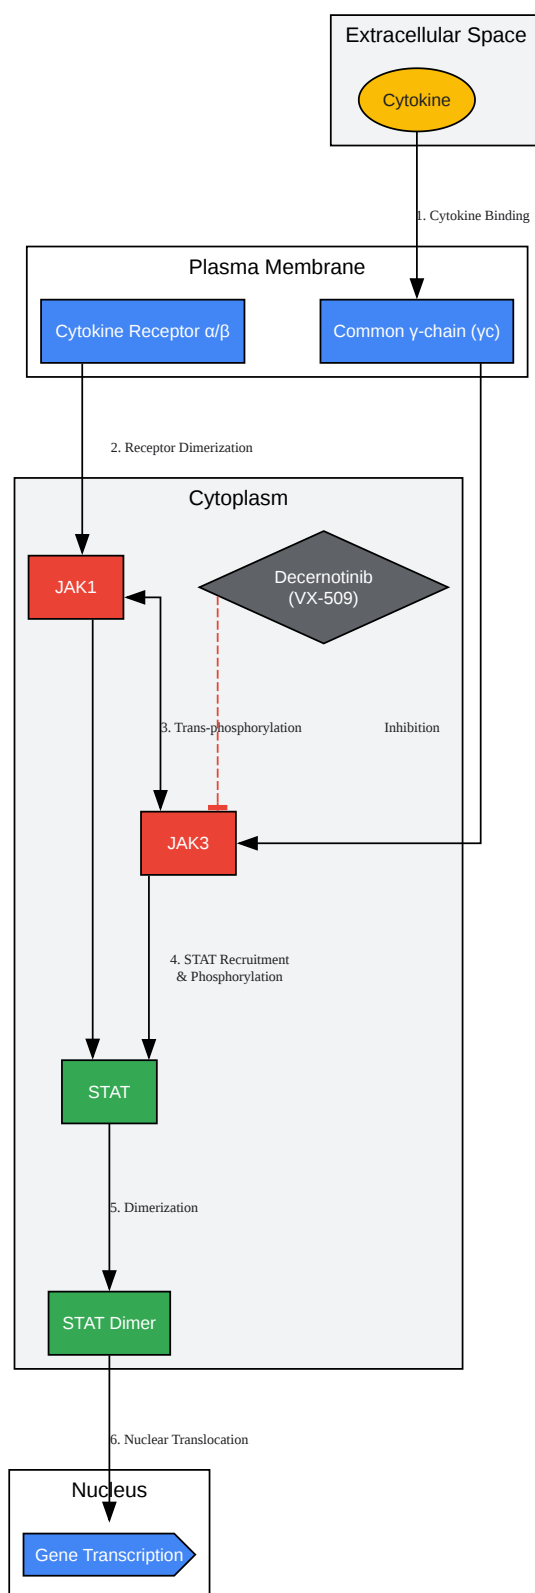 Extracellular Space
Cytokine
1. Cytokine Binding
Plasma Membrane
Cytokine Receptor α/β
Common γ-chain (γc)
2. Receptor Dimerization
Cytoplasm
JAK1
Decernotinib
(VX-509)
3. Trans-phosphorylation
Inhibition
JAK3
4. STAT Recruitment
& Phosphorylation
STAT
5. Dimerization
STAT Dimer
6. Nuclear Translocation
Nucleus
Gene Transcription